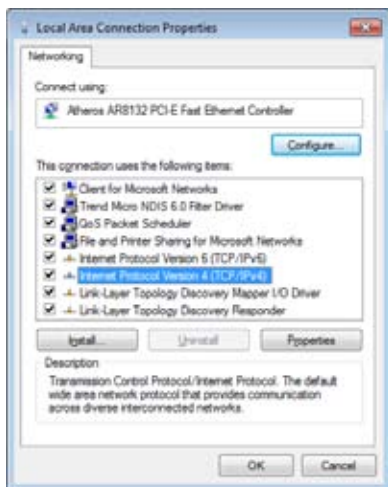 Local Area Connection Properties
Networking
Connect using:
Atheros AR8132 PCI-E Fast Ethernet Controller
Configure...
This connection uses the following items:
Client for Microsoft Networks
Trend Micro NDIS 6.0 Filter Driver
QoS Packet Scheduler
File and Printer Sharing for Microsoft Networks
Internet Protocol Version 6 (TCP/IPv6)
Internet Protocol Version 4 (TCP/IPv4)
Link-Layer Topology Discovery Mapper I/O Driver
Link-Layer Topology Discovery Responder
Install... Uninstall Properties
Description
Transmission Control Protocol/Internet Protocol. The default
wide area network protocol that provides communication
across diverse interconnected networks.
OK Cancel